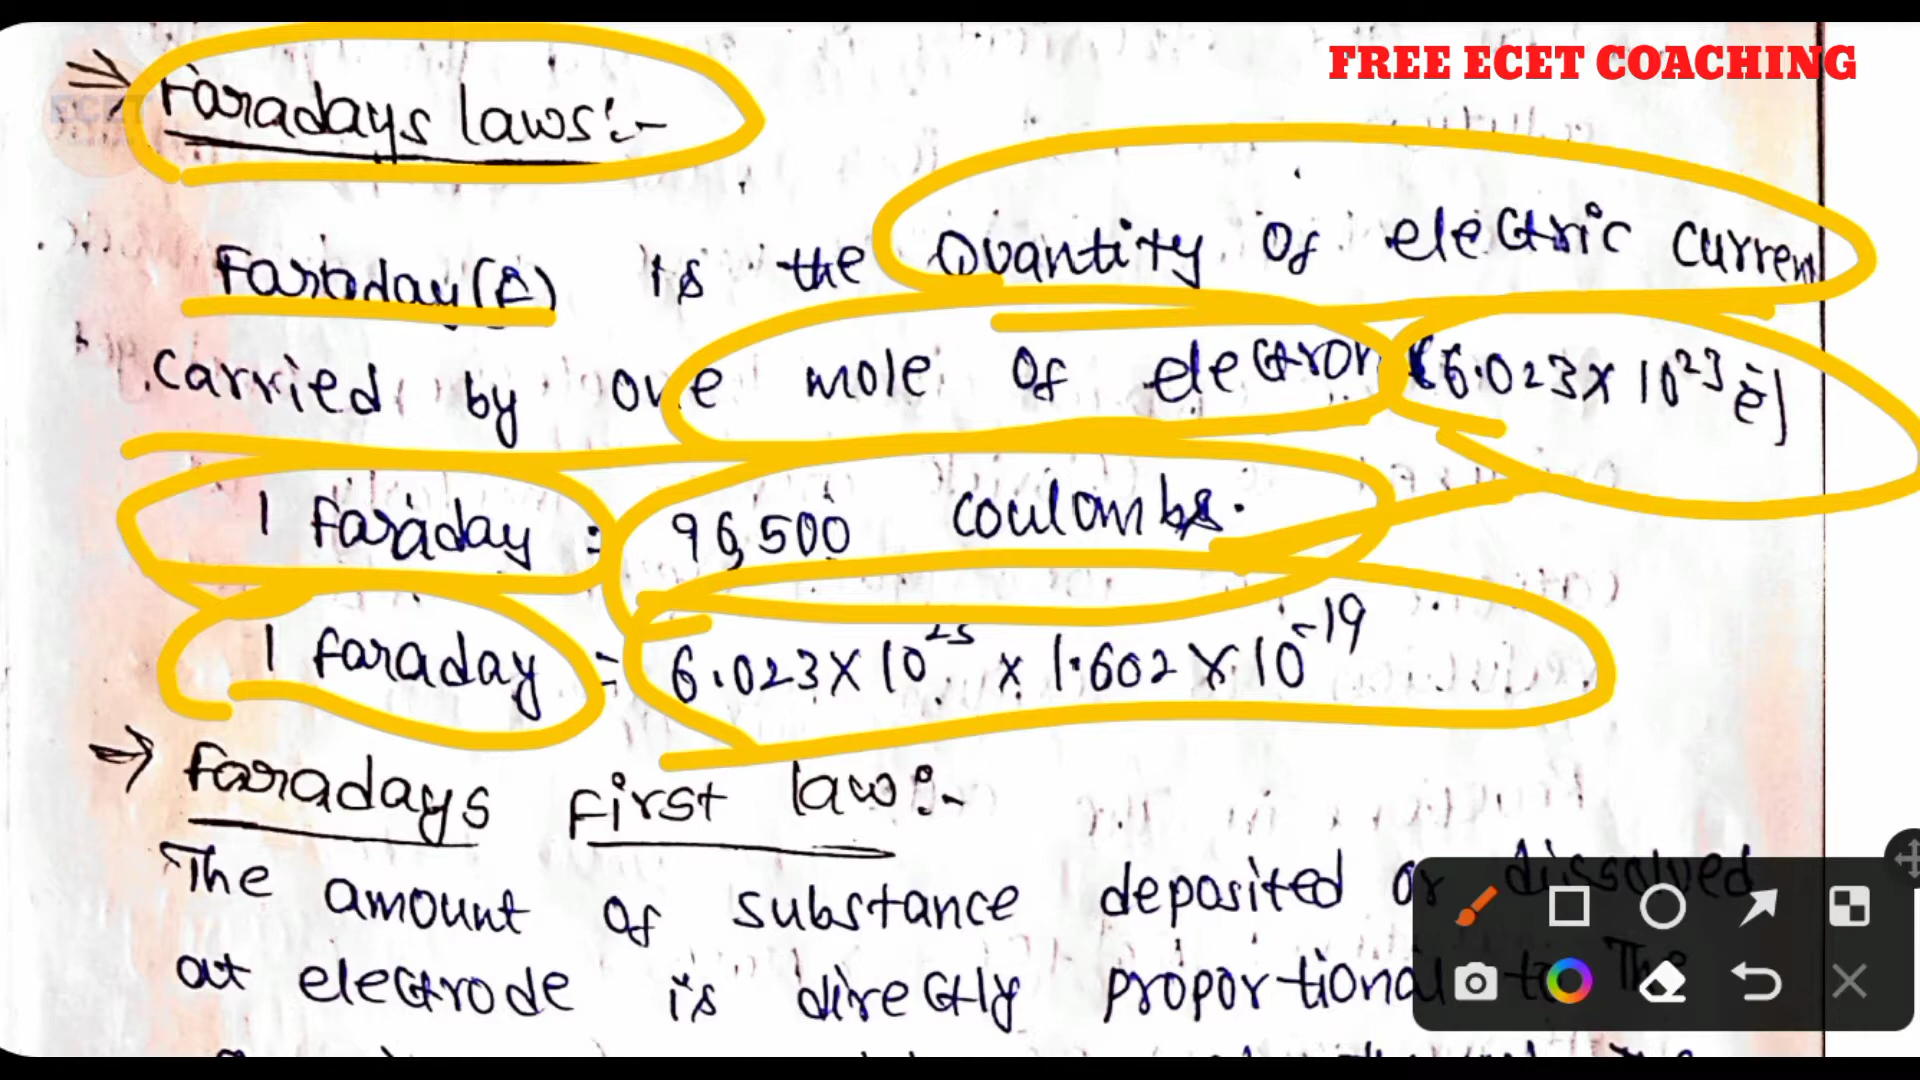 FREE ECET COACHING
ECET
Faradays laws:-
Faraday(F) is the Quantity of electric current
carried by one mole of electron [6.023 x 10²³ e⁻]
1 faraday = 96,500 coulombs.
1 faraday = 6.023 x 10²³ x 1.602 x 10⁻¹⁹
→ Faradays First law:-
The amount of substance deposited or dissolved
at electrode is directly proportional to The